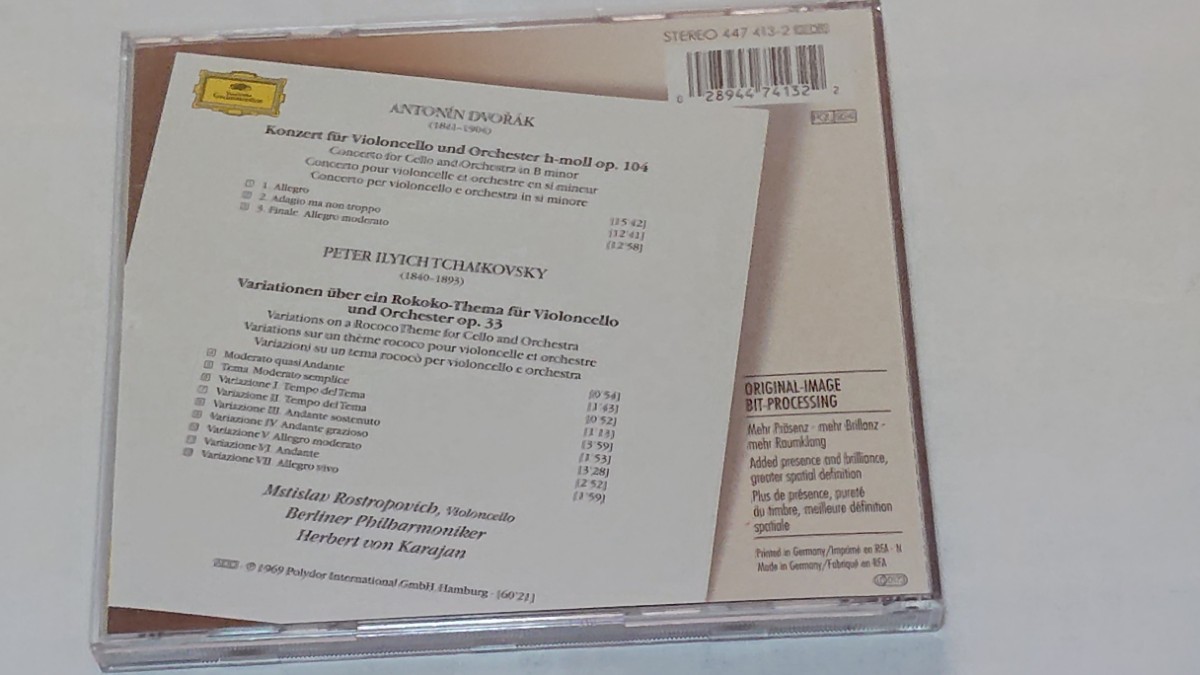 STEREO 447 413-2
0 28944 74132 2
Deutsche Grammophon
ANTONÍN DVOŘÁK
(1841–1904)
Konzert für Violoncello und Orchester h-moll op. 104
Concerto for Cello and Orchestra in B minor
Concerto pour violoncelle et orchestre en si mineur
Concerto per violoncello e orchestra in si minore
1 1. Allegro [15'42]
2 2. Adagio ma non troppo [12'41]
3 3. Finale. Allegro moderato [12'58]
PETER ILYICH TCHAIKOVSKY
(1840–1893)
Variationen über ein Rokoko-Thema für Violoncello
und Orchester op. 33
Variations on a Rococo Theme for Cello and Orchestra
Variations sur un thème rococo pour violoncelle et orchestre
Variazioni su un tema rococò per violoncello e orchestra
Moderato quasi Andante [0'54]
Tema. Moderato semplice [1'43]
Variazione I. Tempo del Tema [0'52]
Variazione II. Tempo del Tema [1'13]
Variazione III. Andante sostenuto [3'59]
Variazione IV. Andante grazioso [1'53]
Variazione V. Allegro moderato [3'28]
Variazione VI. Andante [2'52]
Variazione VII. Allegro vivo [1'59]
Mstislav Rostropovich, Violoncello
Berliner Philharmoniker
Herbert von Karajan
℗ 1969 Polydor International GmbH, Hamburg · [60'21]
ORIGINAL-IMAGE
BIT-PROCESSING
Mehr Präsenz · mehr Brillanz ·
mehr Raumklang
Added presence and brilliance,
greater spatial definition
Plus de présence, pureté
du timbre, meilleure définition
spatiale
Printed in Germany/Imprimé en RFA · N
Made in Germany/Fabriqué en RFA